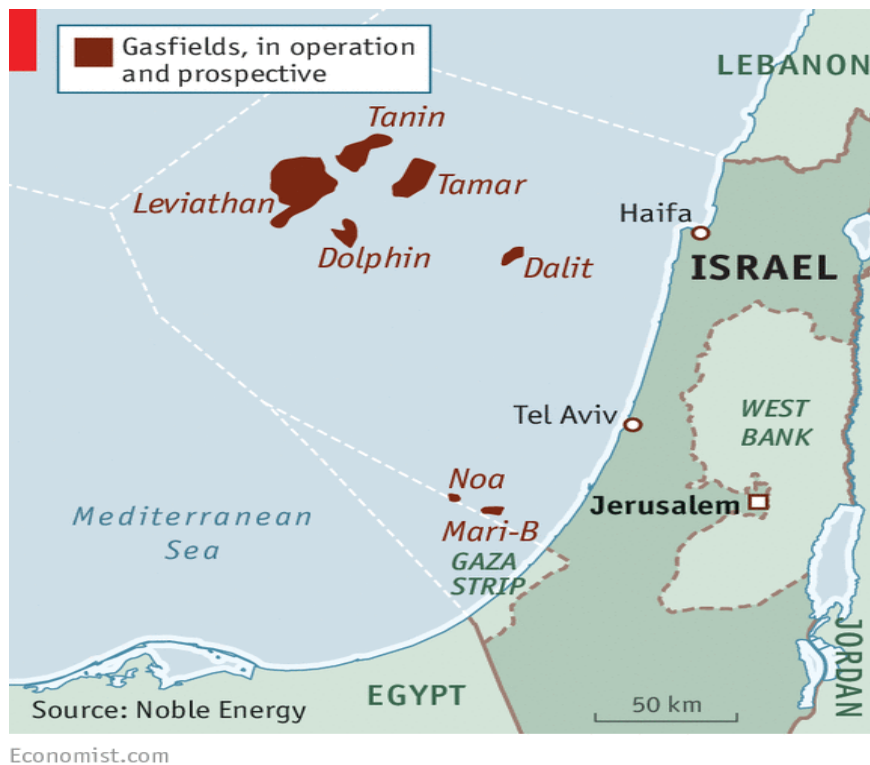 Gasfields, in operation
and prospective
LEBANON
Tanin
Tamar
Leviathan
Haifa
Dolphin
Dalit
ISRAEL
WEST
BANK
Tel Aviv
Noa
Jerusalem
Mari-B
Mediterranean
Sea
GAZA
STRIP
JORDAN
EGYPT
50 km
Source: Noble Energy
Economist.com